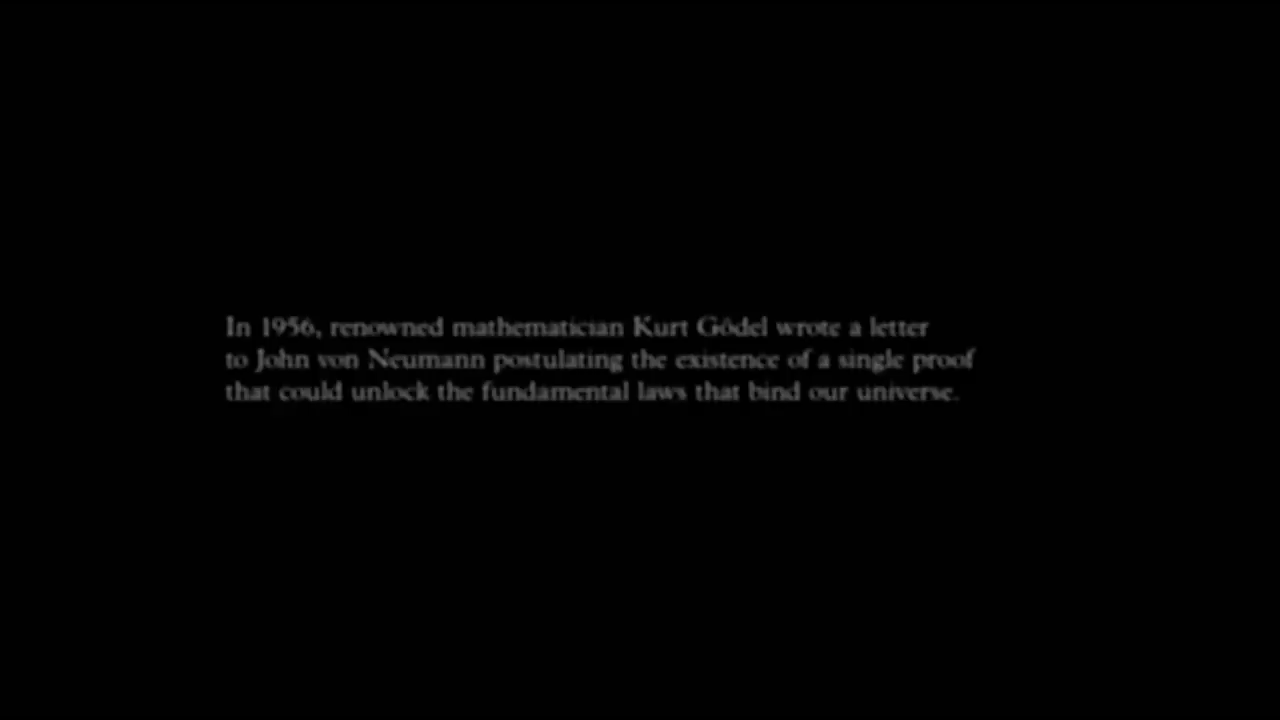 In 1956, renowned mathematician Kurt Gödel wrote a letter
to John von Neumann postulating the existence of a single proof
that could unlock the fundamental laws that bind our universe.